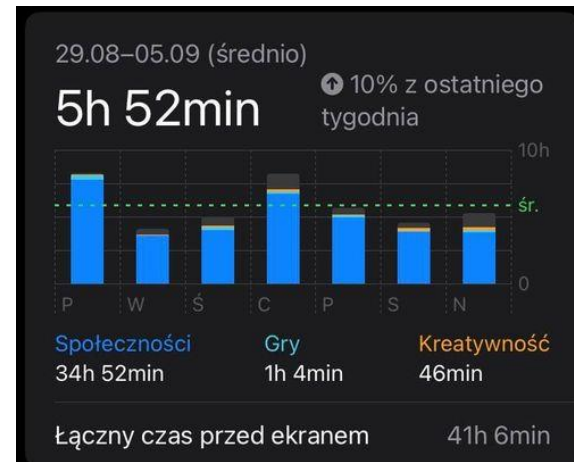 29.08–05.09 (średnio)
5h 52min
10% z ostatniego
tygodnia
10h
śr.
0
P W Ś C P S N
Społeczności Gry Kreatywność
34h 52min 1h 4min 46min
Łączny czas przed ekranem 41h 6min